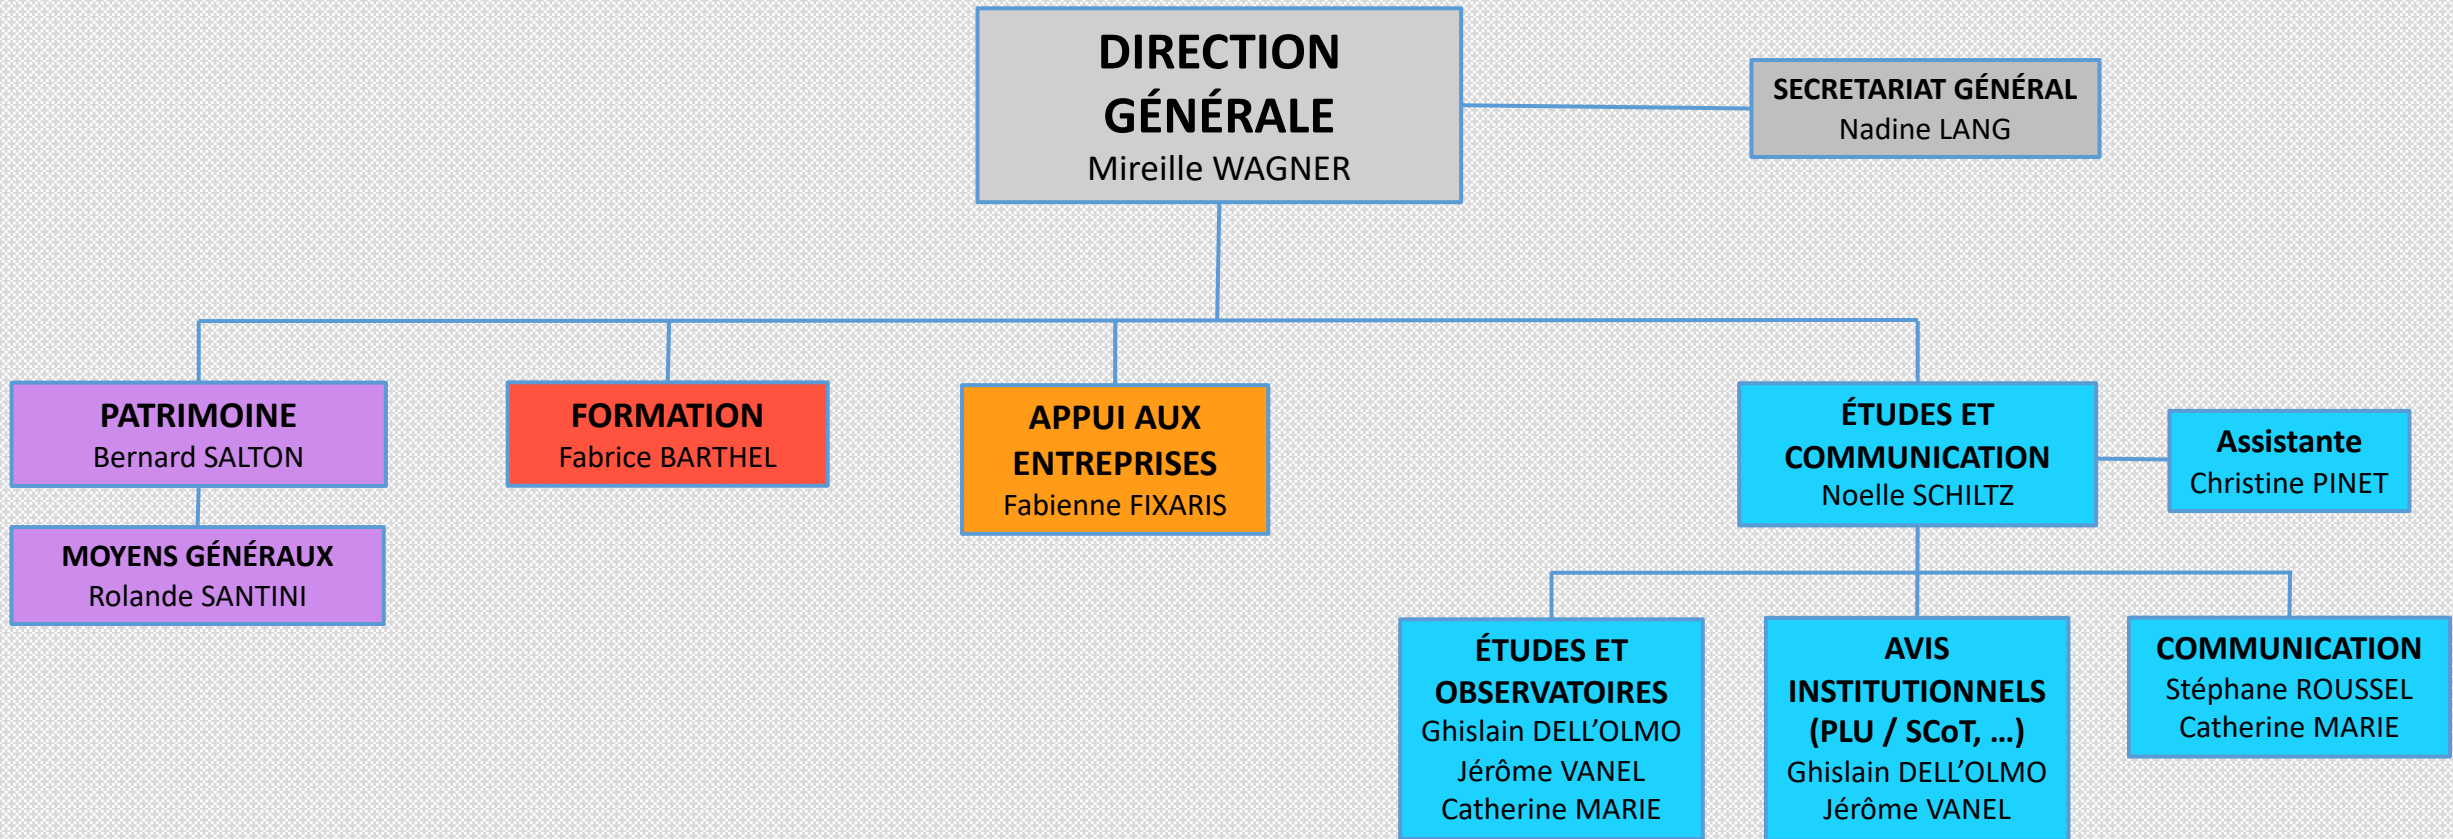 DIRECTION
GÉNÉRALE
Mireille WAGNER
SECRETARIAT GÉNÉRAL
Nadine LANG
PATRIMOINE
Bernard SALTON
MOYENS GÉNÉRAUX
Rolande SANTINI
FORMATION
Fabrice BARTHEL
APPUI AUX
ENTREPRISES
Fabienne FIXARIS
ÉTUDES ET
COMMUNICATION
Noelle SCHILTZ
Assistante
Christine PINET
ÉTUDES ET
OBSERVATOIRES
Ghislain DELL’OLMO
Jérôme VANEL
Catherine MARIE
AVIS
INSTITUTIONNELS
(PLU / SCoT, ...)
Ghislain DELL’OLMO
Jérôme VANEL
COMMUNICATION
Stéphane ROUSSEL
Catherine MARIE